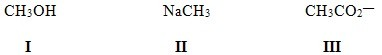 CH3OH NaCH3 CH3CO2—
I II III